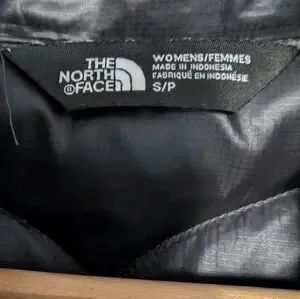 THE
NORTH
FACE
WOMENS/FEMMES
MADE IN INDONESIA
FABRIQUÉ EN INDONÉSIE
S/P